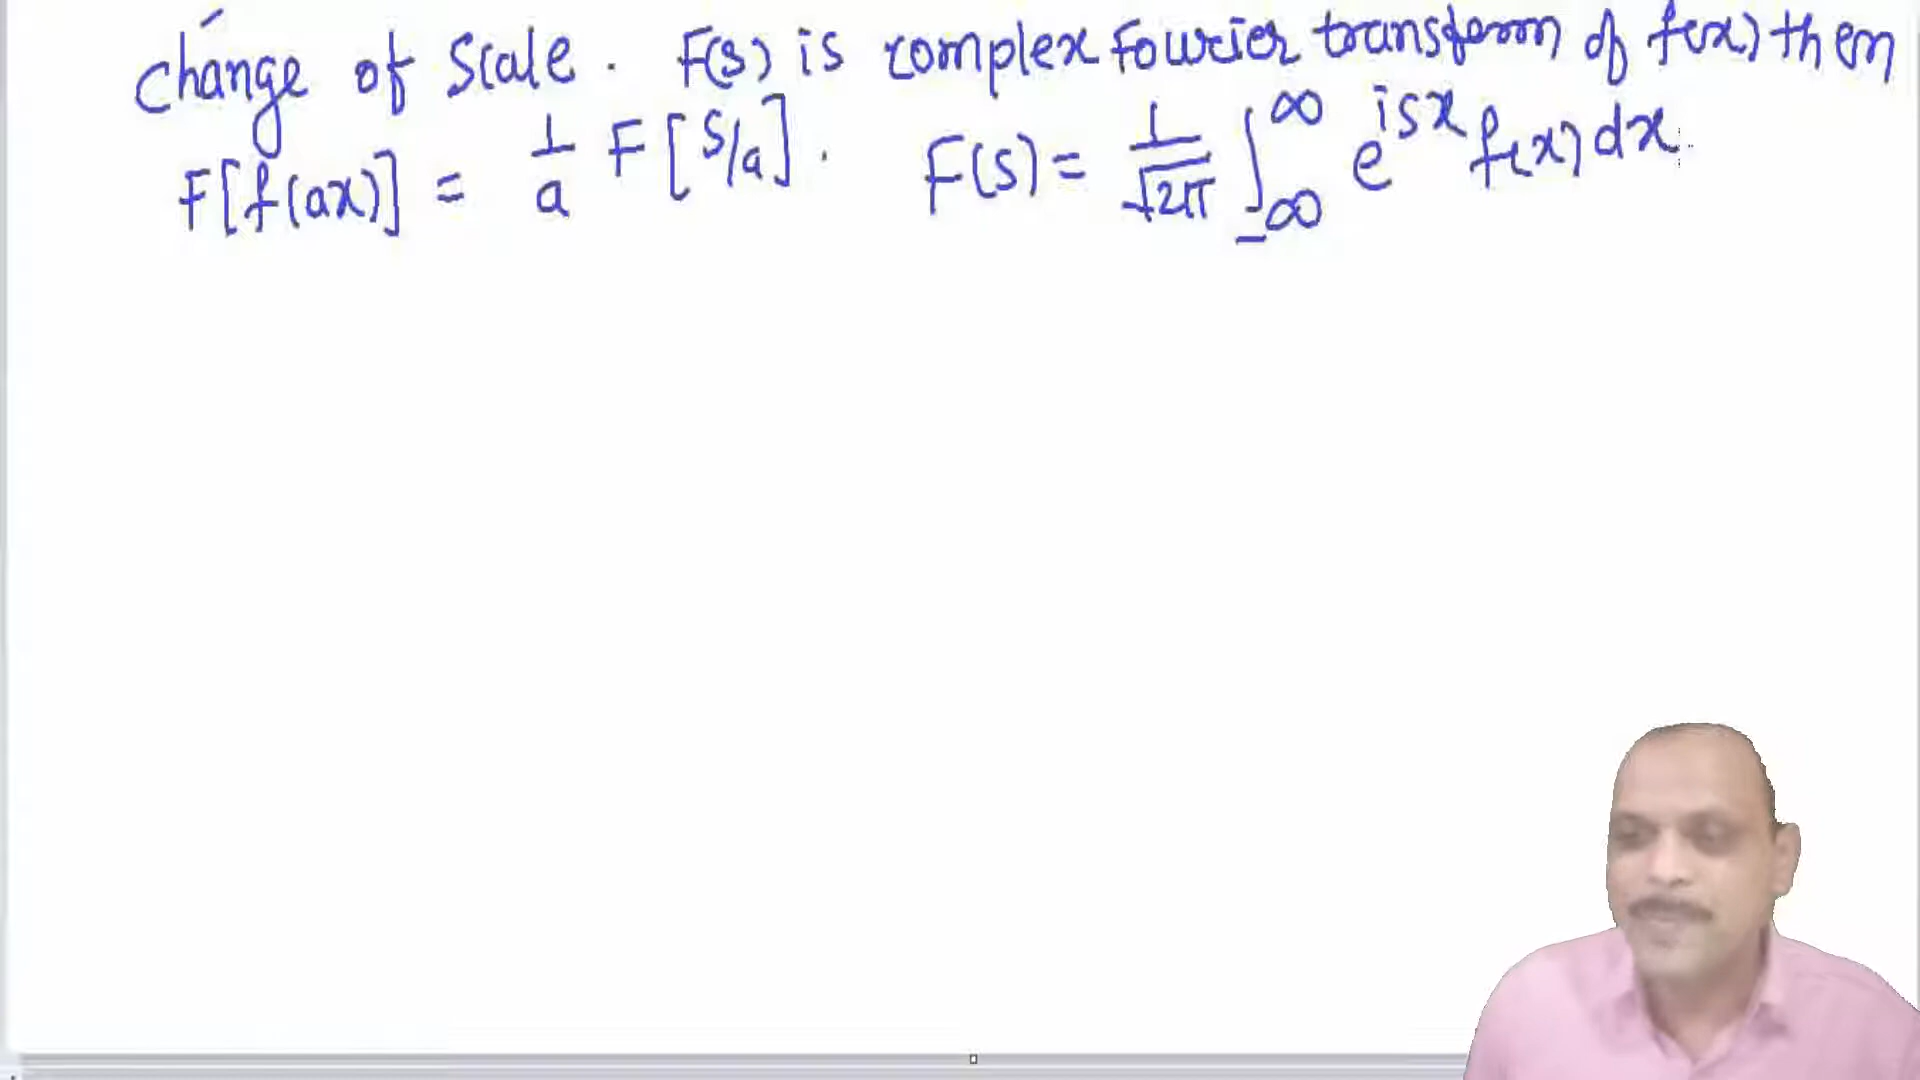 change of scale. F(s) is complex Fourier transform of f(x) then
F[f(ax)] = 1/a F[s/a]. F(s) = 1/√2π ∫_{-∞}^{∞} e^{isx} f(x) dx.